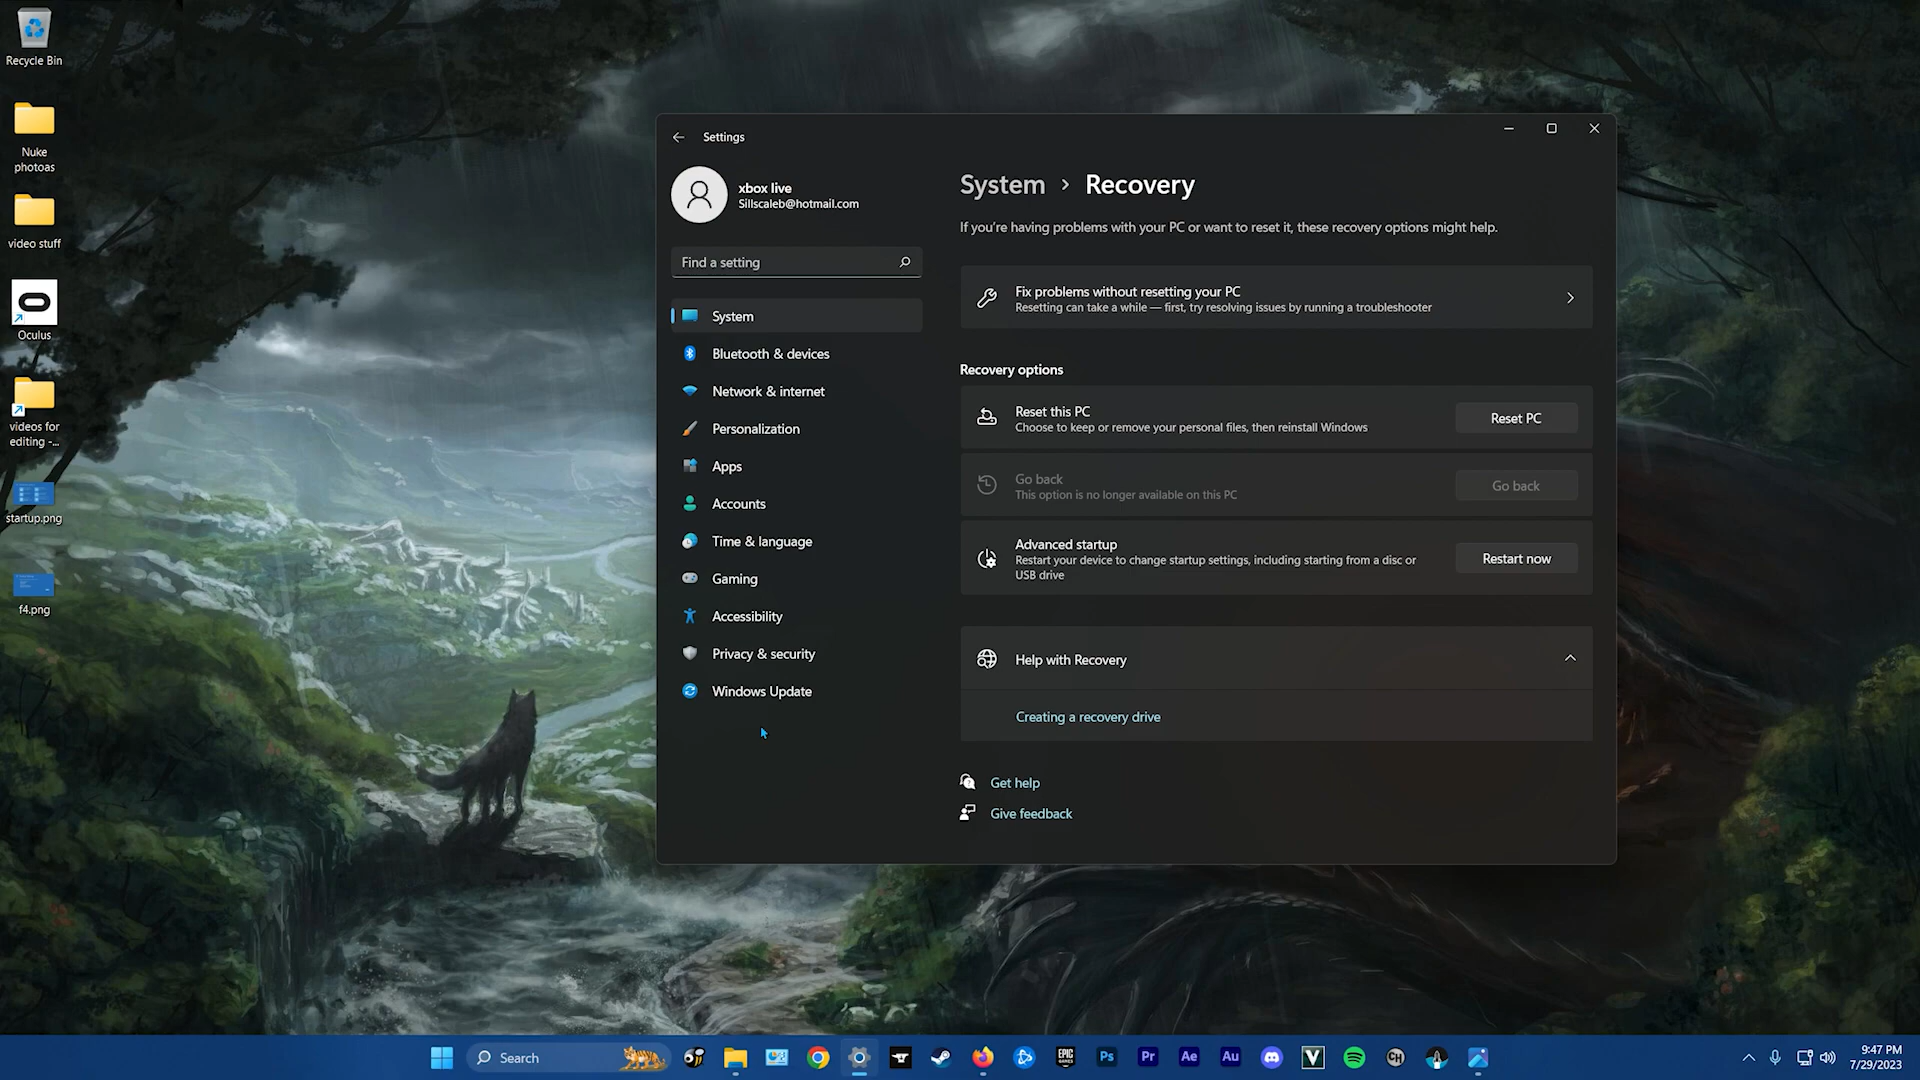 Recycle Bin
Nuke
photoas
video stuff
Oculus
videos for
editing -...
startup.png
f4.png
Settings
xbox live
Sillscaleb@hotmail.com
Find a setting
System
Bluetooth & devices
Network & internet
Personalization
Apps
Accounts
Time & language
Gaming
Accessibility
Privacy & security
Windows Update
System > Recovery
If you're having problems with your PC or want to reset it, these recovery options might help.
Fix problems without resetting your PC
Resetting can take a while — first, try resolving issues by running a troubleshooter
Recovery options
Reset this PC
Choose to keep or remove your personal files, then reinstall Windows
Reset PC
Go back
This option is no longer available on this PC
Go back
Advanced startup
Restart your device to change startup settings, including starting from a disc or
USB drive
Restart now
Help with Recovery
Creating a recovery drive
Get help
Give feedback
Search
EPIC
GAMES
Ps
Pr
Ae
Au
V
CH
9:47 PM
7/29/2023